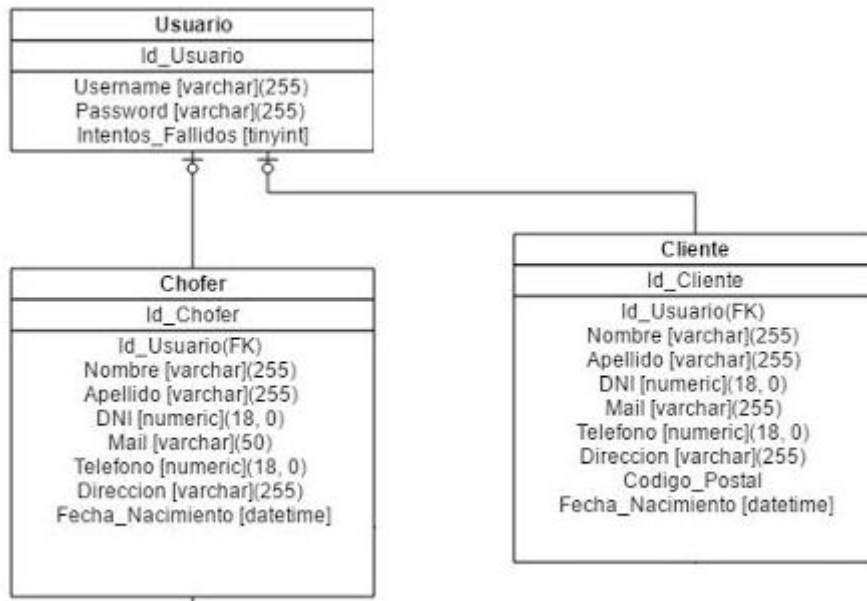 Usuario
Id_Usuario
Username [varchar](255)
Password [varchar](255)
Intentos_Fallidos [tinyint]
Chofer
Id_Chofer
Id_Usuario(FK)
Nombre [varchar](255)
Apellido [varchar](255)
DNI [numeric](18, 0)
Mail [varchar](50)
Telefono [numeric](18, 0)
Direccion [varchar](255)
Fecha_Nacimiento [datetime]
Cliente
Id_Cliente
Id_Usuario(FK)
Nombre [varchar](255)
Apellido [varchar](255)
DNI [numeric](18, 0)
Mail [varchar](255)
Telefono [numeric](18, 0)
Direccion [varchar](255)
Codigo_Postal
Fecha_Nacimiento [datetime]